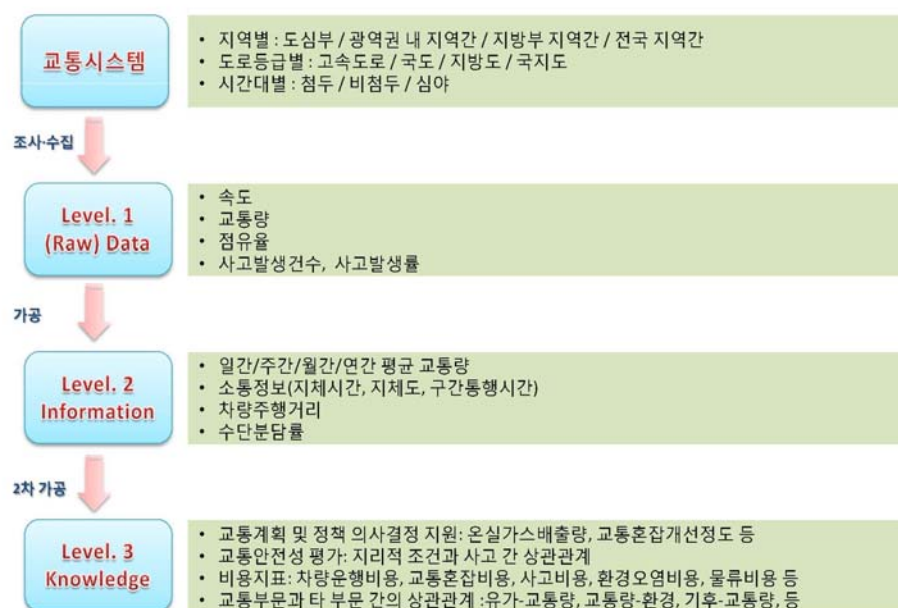 교통시스템
• 지역별 : 도심부 / 광역권 내 지역간 / 지방부 지역간 / 전국 지역간
• 도로등급별 : 고속도로 / 국도 / 지방도 / 국지도
• 시간대별 : 첨두 / 비첨두 / 심야
조사·수집
Level. 1
(Raw) Data
• 속도
• 교통량
• 점유율
• 사고발생건수, 사고발생률
가공
Level. 2
Information
• 일간/주간/월간/연간 평균 교통량
• 소통정보(지체시간, 지체도, 구간통행시간)
• 차량주행거리
• 수단분담률
2차 가공
Level. 3
Knowledge
• 교통계획 및 정책 의사결정 지원: 온실가스배출량, 교통혼잡개선정도 등
• 교통안전성 평가: 지리적 조건과 사고 간 상관관계
• 비용지표: 차량운행비용, 교통혼잡비용, 사고비용, 환경오염비용, 물류비용 등
• 교통부문과 타 부문 간의 상관관계 :유가-교통량, 교통량-환경, 기후-교통량, 등